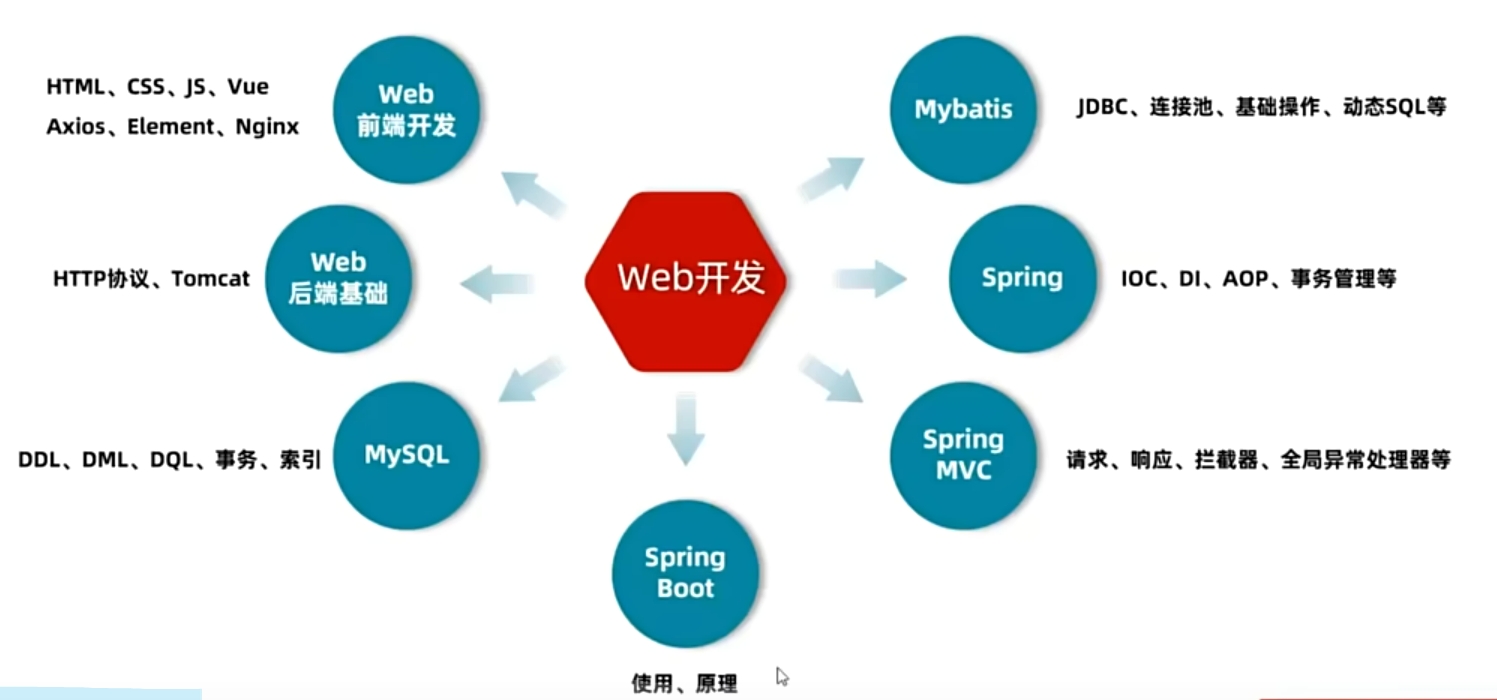 HTML、CSS、JS、Vue
Axios、Element、Nginx
Web
前端开发
HTTP协议、Tomcat
Web
后端基础
DDL、DML、DQL、事务、索引
MySQL
Web开发
Spring
Boot
使用、原理
Mybatis
JDBC、连接池、基础操作、动态SQL等
Spring
IOC、DI、AOP、事务管理等
Spring
MVC
请求、响应、拦截器、全局异常处理器等